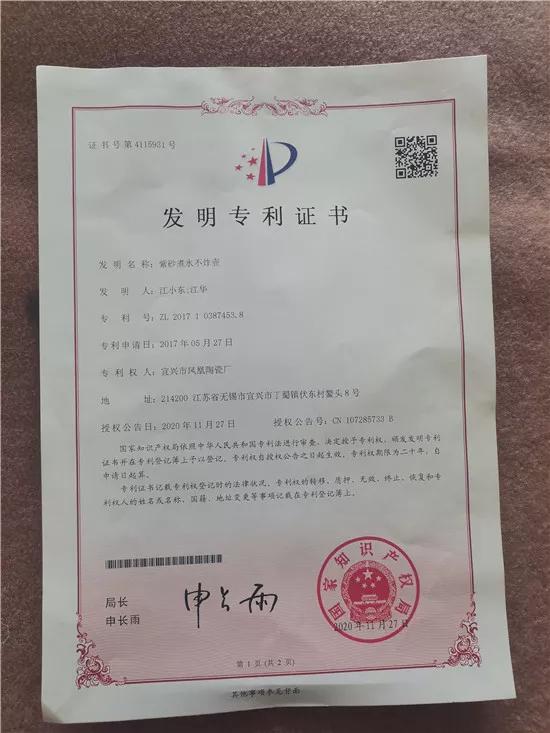 证书号第4115931号
发明专利证书
发明名称：紫砂煮水不炸壶
发明人：江小东;江华
专利号：ZL 2017 1 0387453.8
专利申请日：2017年05月27日
专利权人：宜兴市凤凰陶瓷厂
地址：214200 江苏省无锡市宜兴市丁蜀镇伏东村鳌头8号
授权公告日：2020年11月27日 授权公告号：CN 107285733 B
国家知识产权局依照中华人民共和国专利法进行审查，决定授予专利权，颁发发明专利
证书并在专利登记簿上予以登记。专利权自授权公告之日起生效。专利权期限为二十年，自
申请日起算。
专利证书记载专利权登记时的法律状况。专利权的转移、质押、无效、终止、恢复和专
利权人的姓名或名称、国籍、地址变更等事项记载在专利登记簿上。
局长
申长雨
申长雨
国家知识产权局
2020年11月27日
第1页(共2页)
其他事项参见背面